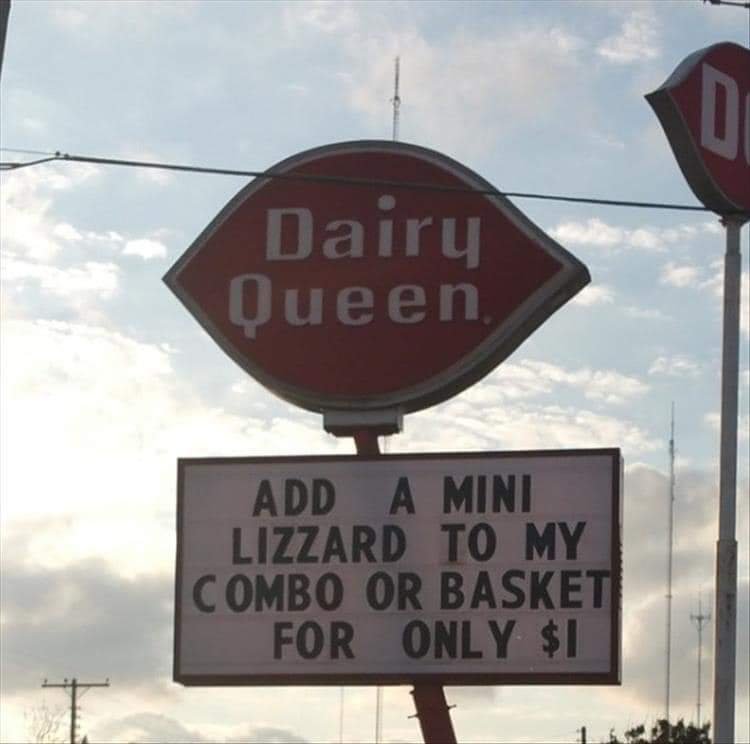 Dairy
Queen.
D
ADD A MINI
LIZZARD TO MY
COMBO OR BASKET
FOR ONLY $1